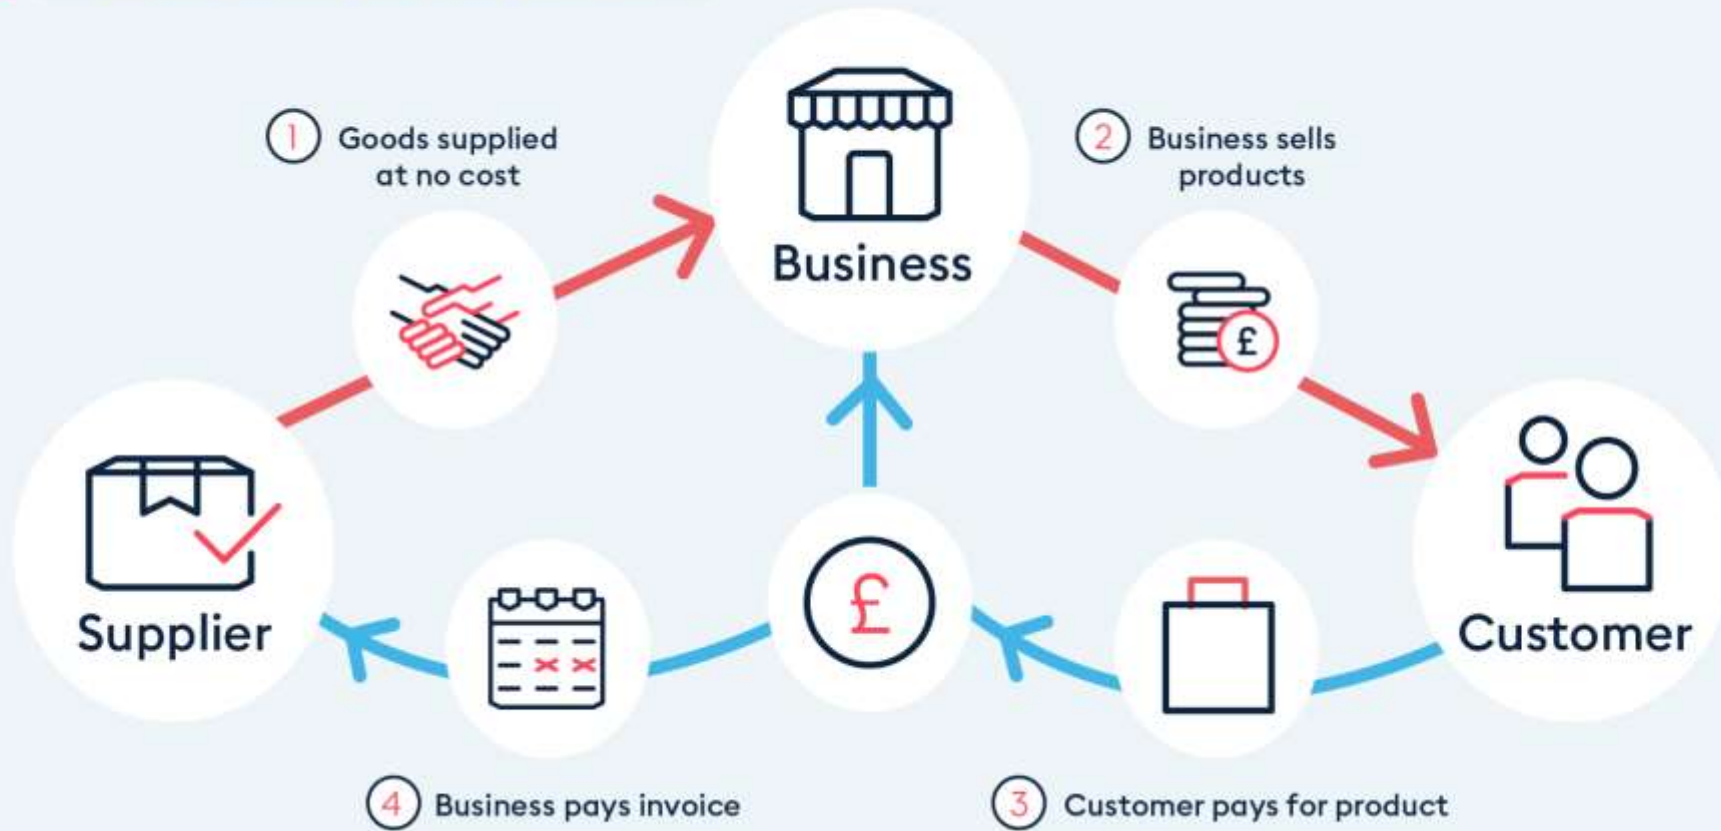 1 Goods supplied
at no cost
Business
2 Business sells
products
£
Supplier
£
Customer
4 Business pays invoice
3 Customer pays for product